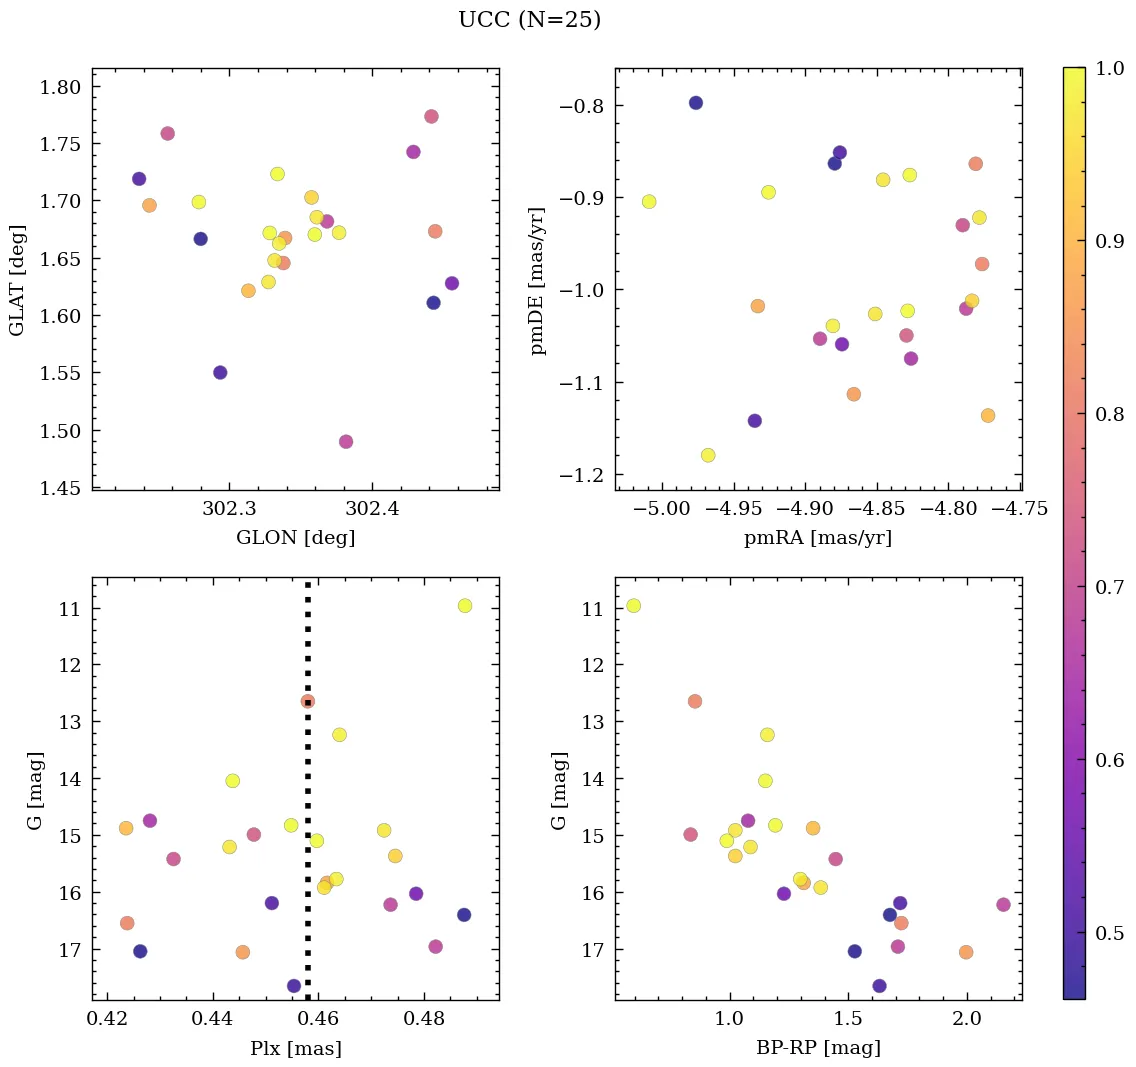 UCC (N=25)
1.80
1.75
1.70
1.65
1.60
1.55
1.50
1.45
GLAT [deg]
302.3 302.4
GLON [deg]
−0.8
−0.9
−1.0
−1.1
−1.2
pmDE [mas/yr]
−5.00 −4.95 −4.90 −4.85 −4.80 −4.75
pmRA [mas/yr]
11
12
13
14
15
16
17
G [mag]
0.42 0.44 0.46 0.48
Plx [mas]
11
12
13
14
15
16
17
G [mag]
1.0 1.5 2.0
BP-RP [mag]
1.0
0.9
0.8
0.7
0.6
0.5